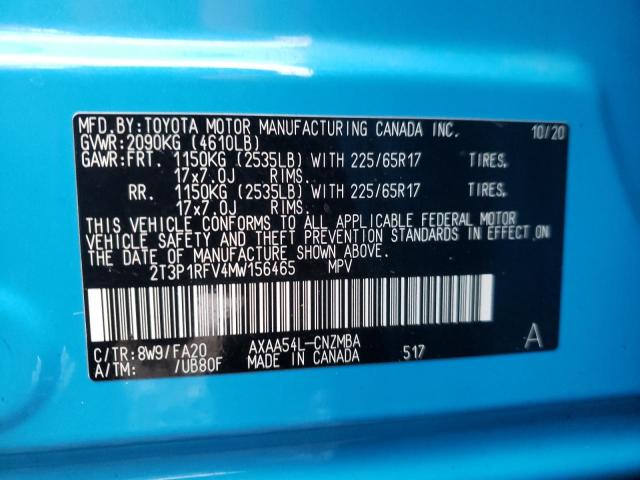 MFD.BY:TOYOTA MOTOR MANUFACTURING CANADA INC. 10/20
GVWR:2090KG (4610LB)
GAWR:FRT. 1150KG (2535LB) WITH 225/65R17 TIRES.
17x7.0J RIMS.
RR. 1150KG (2535LB) WITH 225/65R17 TIRES.
17x7.0J RIMS.
THIS VEHICLE CONFORMS TO ALL APPLICABLE FEDERAL MOTOR
VEHICLE SAFETY AND THEFT PREVENTION STANDARDS IN EFFECT ON
THE DATE OF MANUFACTURE SHOWN ABOVE.
2T3P1RFV4MW156465 MPV
C/TR:8W9/FA20 AXAA54L-CNZMBA 517 A
A/TM: /UB80F MADE IN CANADA